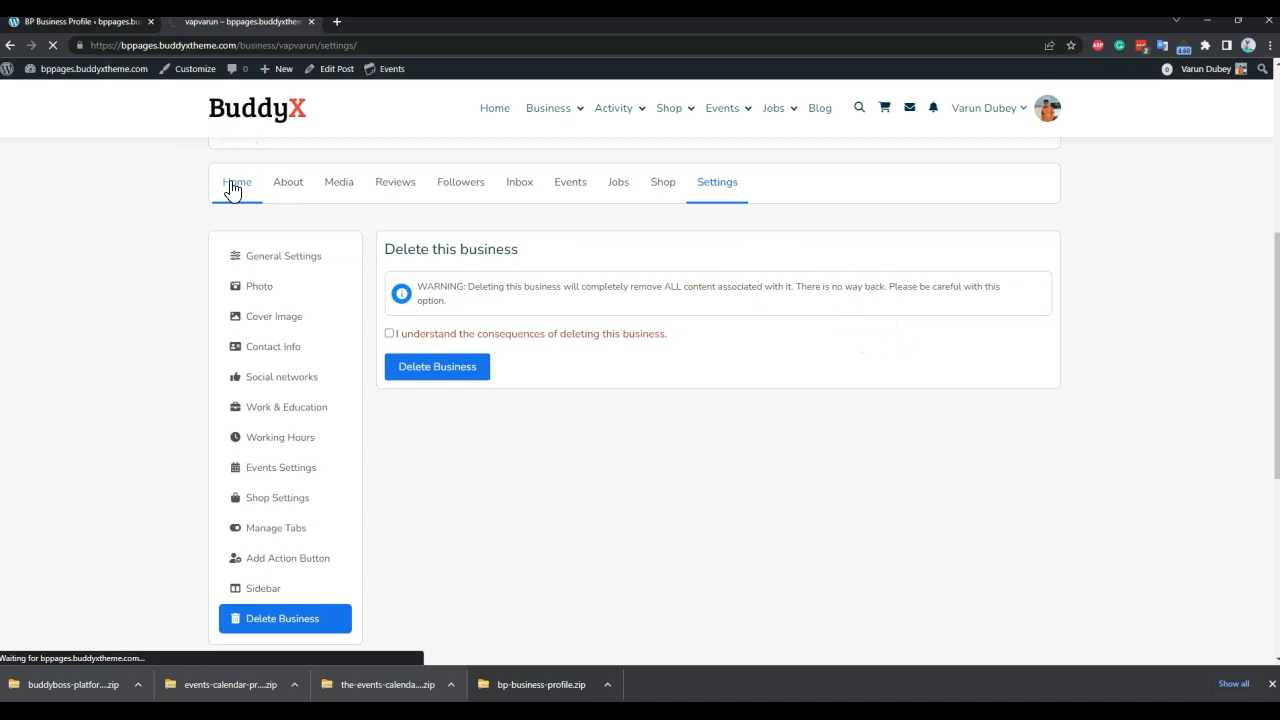 BP Business Profile ‹ bppages.bu
vapvarun – bppages.buddyxthem
https://bppages.buddyxtheme.com/business/vapvarun/settings/
ABP
2
4.60
bppages.buddyxtheme.com
Customize
0
New
Edit Post
Events
0
Varun Dubey
BuddyX
Home
Business
Activity
Shop
Events
Jobs
Blog
Varun Dubey
Home
About
Media
Reviews
Followers
Inbox
Events
Jobs
Shop
Settings
General Settings
Photo
Cover Image
Contact Info
Social networks
Work & Education
Working Hours
Events Settings
Shop Settings
Manage Tabs
Add Action Button
Sidebar
Delete Business
Delete this business
WARNING: Deleting this business will completely remove ALL content associated with it. There is no way back. Please be careful with this
option.
I understand the consequences of deleting this business.
Delete Business
Waiting for bppages.buddyxtheme.com...
buddyboss-platfor....zip
events-calendar-pr....zip
the-events-calenda....zip
bp-business-profile.zip
Show all